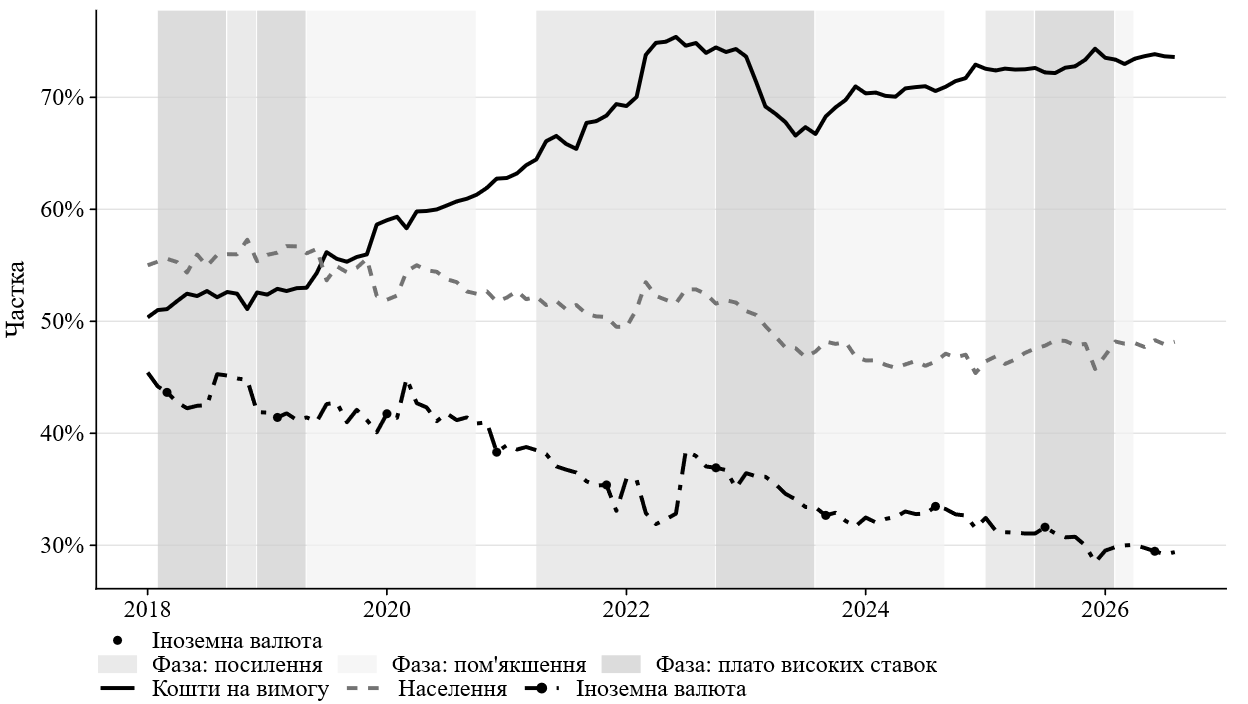 70%
60%
50%
40%
30%
Частка
2018 2020 2022 2024 2026
Іноземна валюта
Фаза: посилення Фаза: пом'якшення Фаза: плато високих ставок
Кошти на вимогу Населення Іноземна валюта